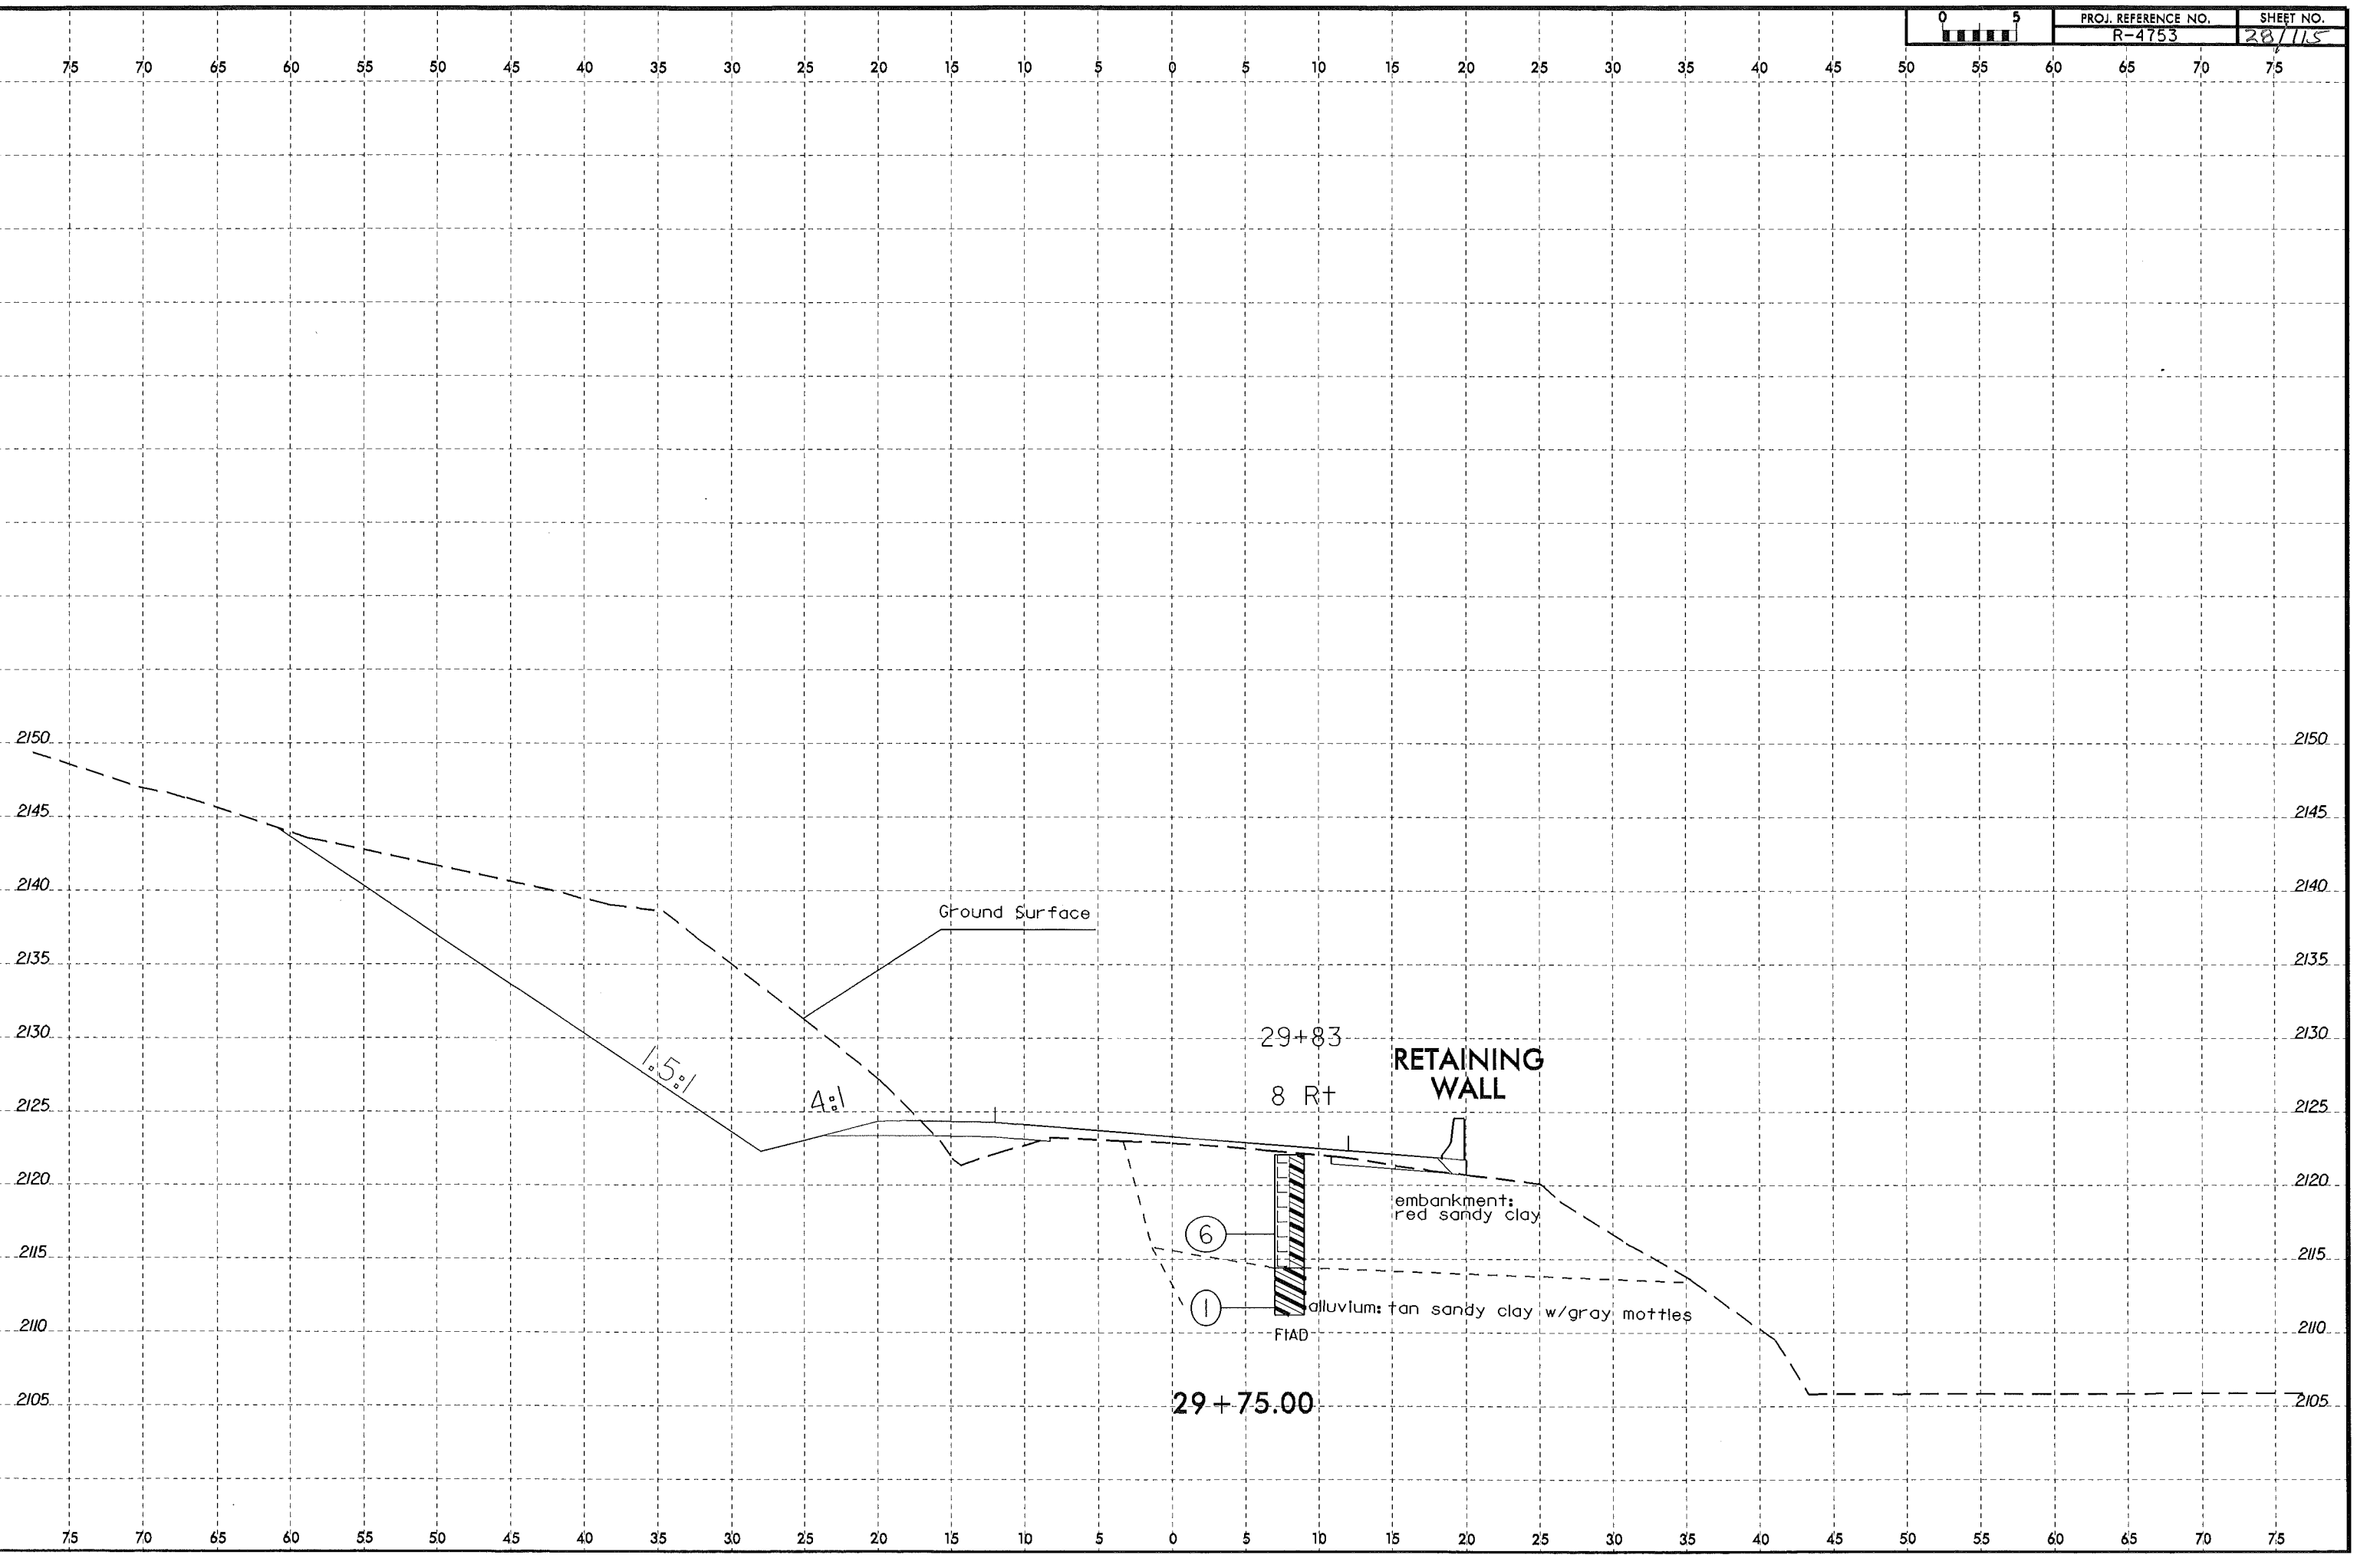 0 5
PROJ. REFERENCE NO. SHEET NO.
R-4753 28/115
75 70 65 60 55 50 45 40 35 30 25 20 15 10 5 0 5 10 15 20 25 30 35 40 45 50 55 60 65 70 75
2150 2150
2145 2145
2140 2140
Ground Surface
2135 2135
2130 29+83 2130
RETAINING
WALL
1.5:1
4:1
8 Rt
2125 2125
2120 2120
embankment:
red sandy clay
6
2115 2115
1
alluvium: tan sandy clay w/gray mottles
2110 2110
FIAD
29+75.00
2105 2105
75 70 65 60 55 50 45 40 35 30 25 20 15 10 5 0 5 10 15 20 25 30 35 40 45 50 55 60 65 70 75